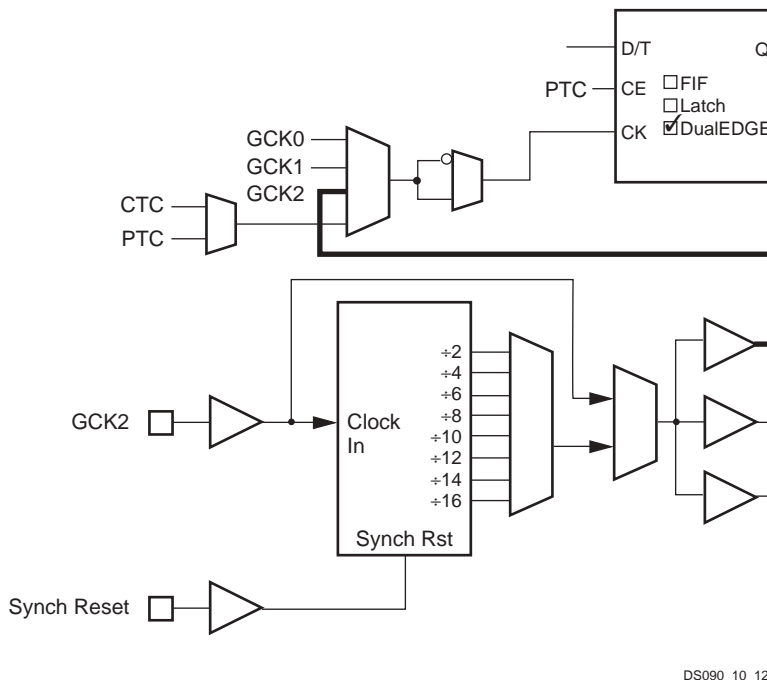 D/T
Q
PTC
CE
FIF
Latch
CK
DualEDGE
GCK0
GCK1
GCK2
CTC
PTC
÷2
÷4
÷6
÷8
÷10
÷12
÷14
÷16
GCK2
Clock
In
Synch Rst
Synch Reset
DS090_10_12